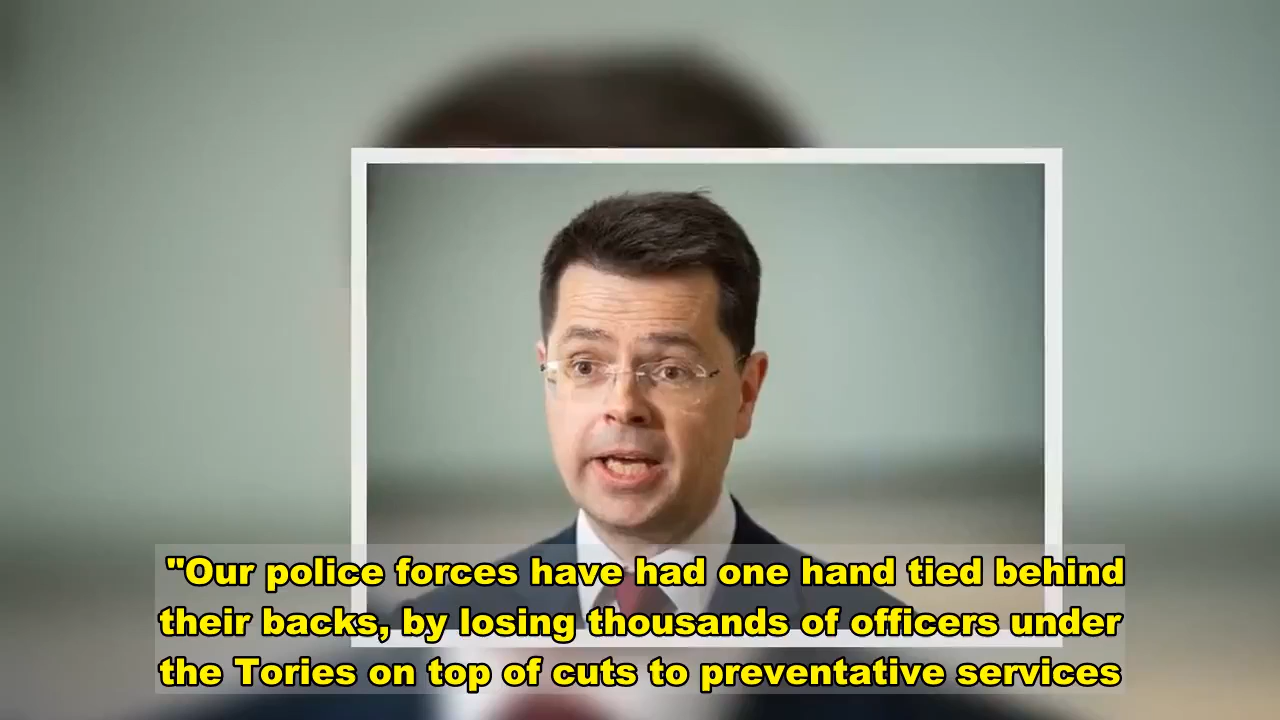 "Our police forces have had one hand tied behind
their backs, by losing thousands of officers under
the Tories on top of cuts to preventative services